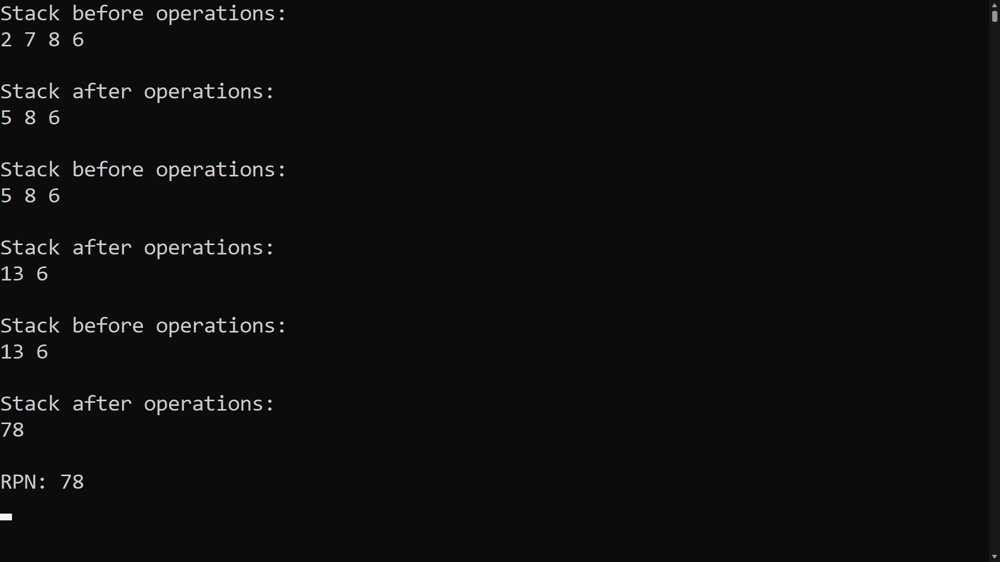 Stack before operations:
2 7 8 6
Stack after operations:
5 8 6
Stack before operations:
5 8 6
Stack after operations:
13 6
Stack before operations:
13 6
Stack after operations:
78
RPN: 78